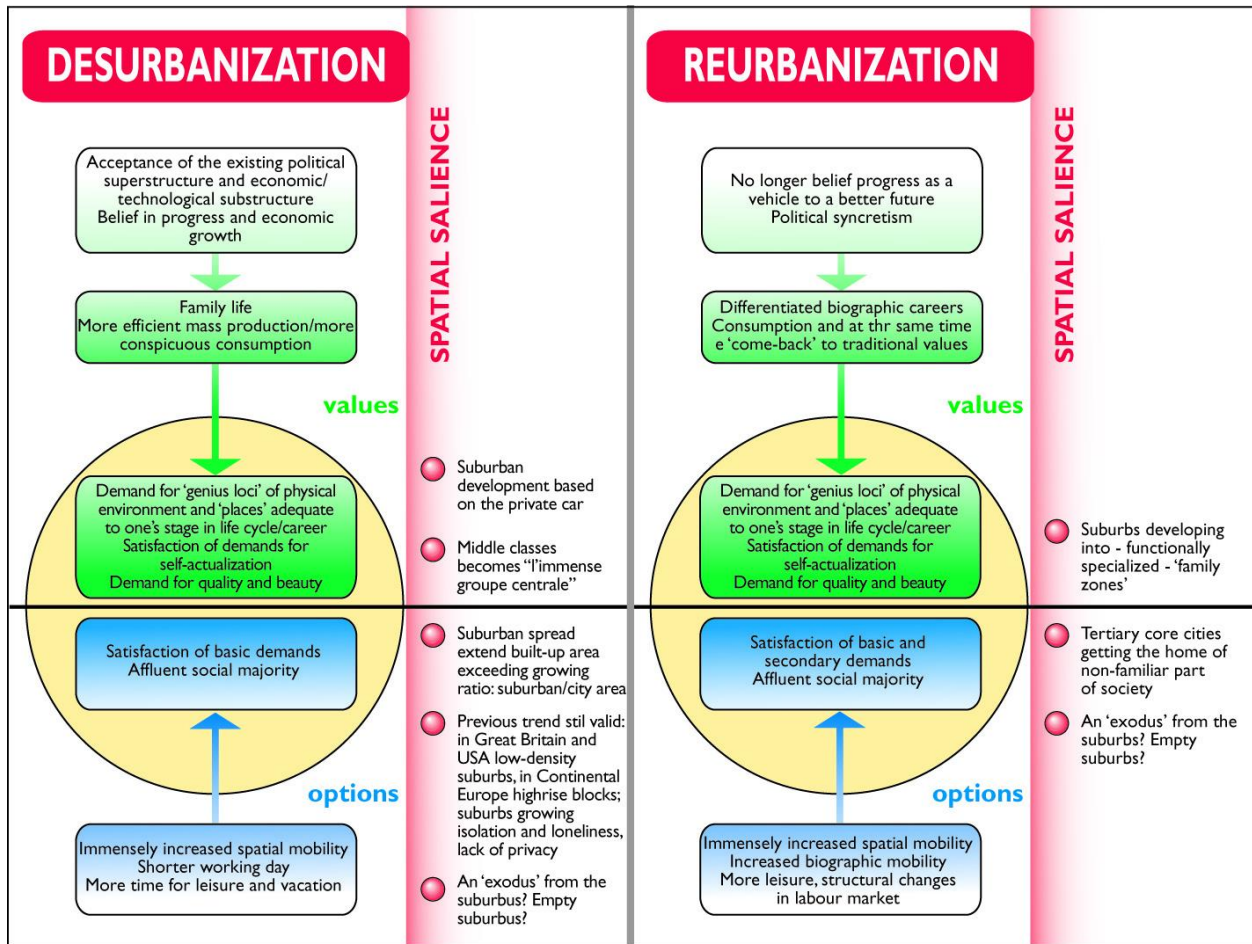 DESURBANIZATION
Acceptance of the existing political
superstructure and economic/
technological substructure
Belief in progress and economic
growth
Family life
More efficient mass production/more
conspicuous consumption
values
Demand for ‘genius loci’ of physical
environment and ‘places’ adequate
to one’s stage in life cycle/career
Satisfaction of demands for
self-actualization
Demand for quality and beauty
Satisfaction of basic demands
Affluent social majority
options
Immensely increased spatial mobility
Shorter working day
More time for leisure and vacation
SPATIAL SALIENCE
Suburban
development based
on the private car
Middle classes
becomes “l’immense
groupe centrale”
Suburban spread
extend built-up area
exceeding growing
ratio: suburban/city area
Previous trend stil valid:
in Great Britain and
USA low-density
suburbs, in Continental
Europe highrise blocks;
suburbs growing
isolation and loneliness,
lack of privacy
An ‘exodus’ from the
suburbus? Empty
suburbus?
REURBANIZATION
No longer belief progress as a
vehicle to a better future
Political syncretism
Differentiated biographic careers
Consumption and at thr same time
e ‘come-back’ to traditional values
values
Demand for ‘genius loci’ of physical
environment and ‘places’ adequate
to one’s stage in life cycle/career
Satisfaction of demands for
self-actualization
Demand for quality and beauty
Satisfaction of basic and
secondary demands
Affluent social majority
options
Immensely increased spatial mobility
Increased biographic mobility
More leisure, structural changes
in labour market
SPATIAL SALIENCE
Suburbs developing
into - functionally
specialized - ‘family
zones’
Tertiary core cities
getting the home of
non-familiar part
of society
An ‘exodus’ from the
suburbs? Empty
suburbs?